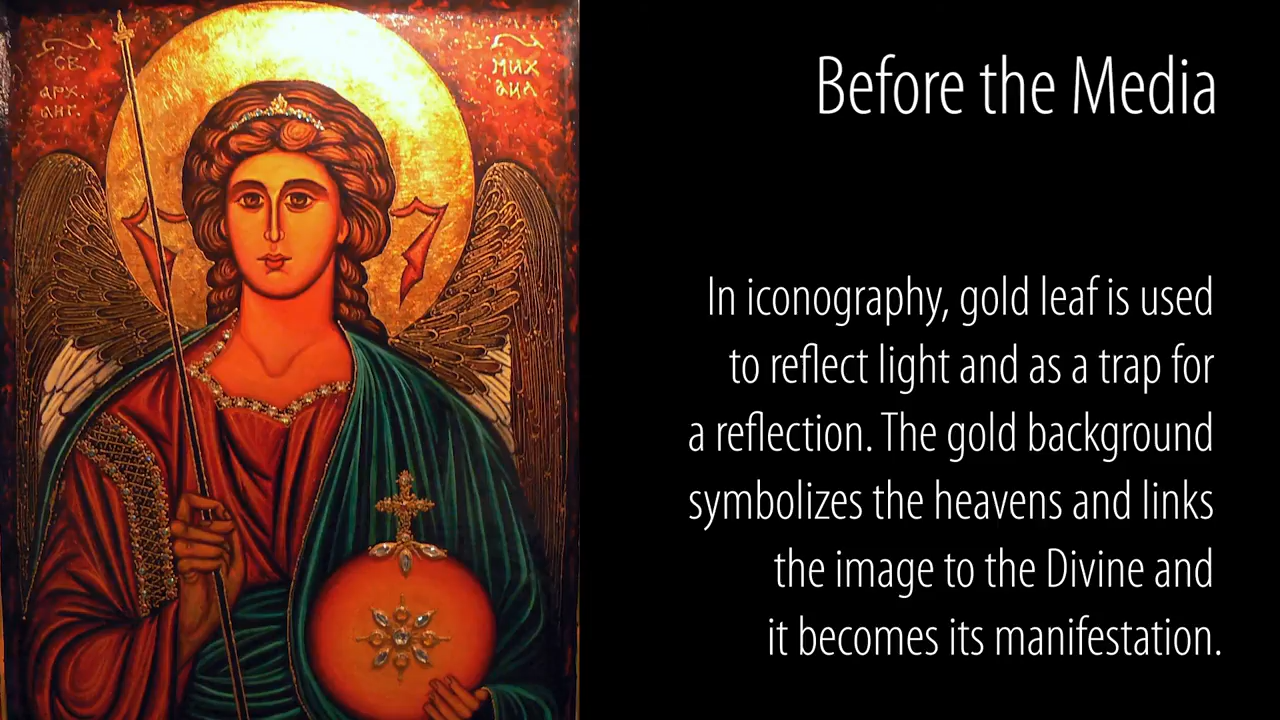 СВ.
АРХ.
АНГ.
МИХ
АИЛ
Before the Media
In iconography, gold leaf is used
to reflect light and as a trap for
a reflection. The gold background
symbolizes the heavens and links
the image to the Divine and
it becomes its manifestation.